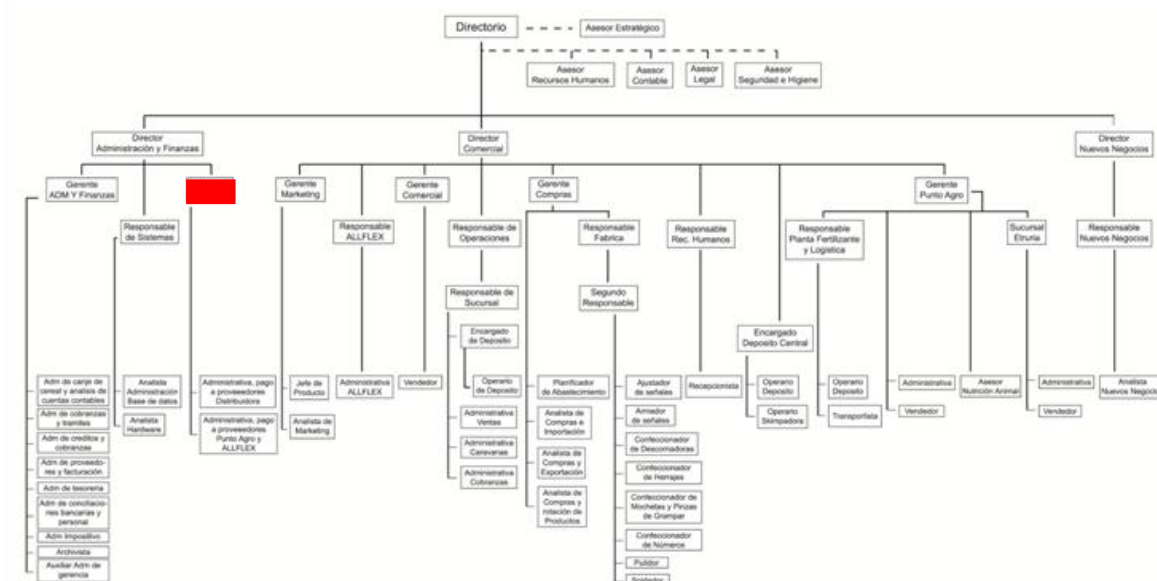 Directorio
Asesor Estratégico
Asesor
Recursos Humanos
Asesor
Contable
Asesor
Legal
Asesor
Seguridad e Higiene
Director
Administración y Finanzas
Director
Comercial
Director
Nuevos Negocios
Gerente
ADM Y Finanzas
Gerente
Marketing
Gerente
Comercial
Gerente
Compras
Gerente
Punto Agro
Responsable
de Sistemas
Responsable
ALLFLEX
Responsable de
Operaciones
Responsable
Fabrica
Responsable
Rec. Humanos
Responsable
Planta Fertilizante
y Logistica
Sucursal
Etruria
Responsable
Nuevos Negocios
Responsable de
Sucursal
Segundo
Responsable
Encargado
de Deposito
Encargado
Deposito Central
Adm de canje de
cereal y analisis de
cuentas contables
Adm de cobranzas
y tramites
Adm de creditos y
cobranzas
Adm de proveedo-
res y facturación
Adm de tesoreria
Adm de conciliacio-
nes bancarias y
personal
Adm Impositivo
Archivista
Auxiliar Adm de
gerencia
Analista
Administración
Base de datos
Analista
Hardware
Administrativa, pago
a proveedores
Distribuidora
Administrativa, pago
a proveedores
Punto Agro y
ALLFLEX
Jefe de
Producto
Analista de
Marketing
Administrativa
ALLFLEX
Vendedor
Operario
de Deposito
Administrativa
Ventas
Administrativa
Caravanas
Administrativa
Cobranzas
Planificador
de Abastecimiento
Analista de
Compras e
Importación
Analista de
Compras y
Exportación
Analista de
Compras y
rotación de
Productos
Ajustador
de señales
Armador
de señales
Confeccionador
de Descornadoras
Confeccionador
de Herrajes
Confeccionador de
Mochetas y Pinzas
de Grampar
Confeccionador
de Números
Pulidor
Soldador
Recepcionista
Operario
Deposito
Operario
Skimpadora
Operario
Deposito
Transportista
Administrativa
Vendedor
Asesor
Nutrición Animal
Administrativa
Vendedor
Analista
Nuevos Negocio